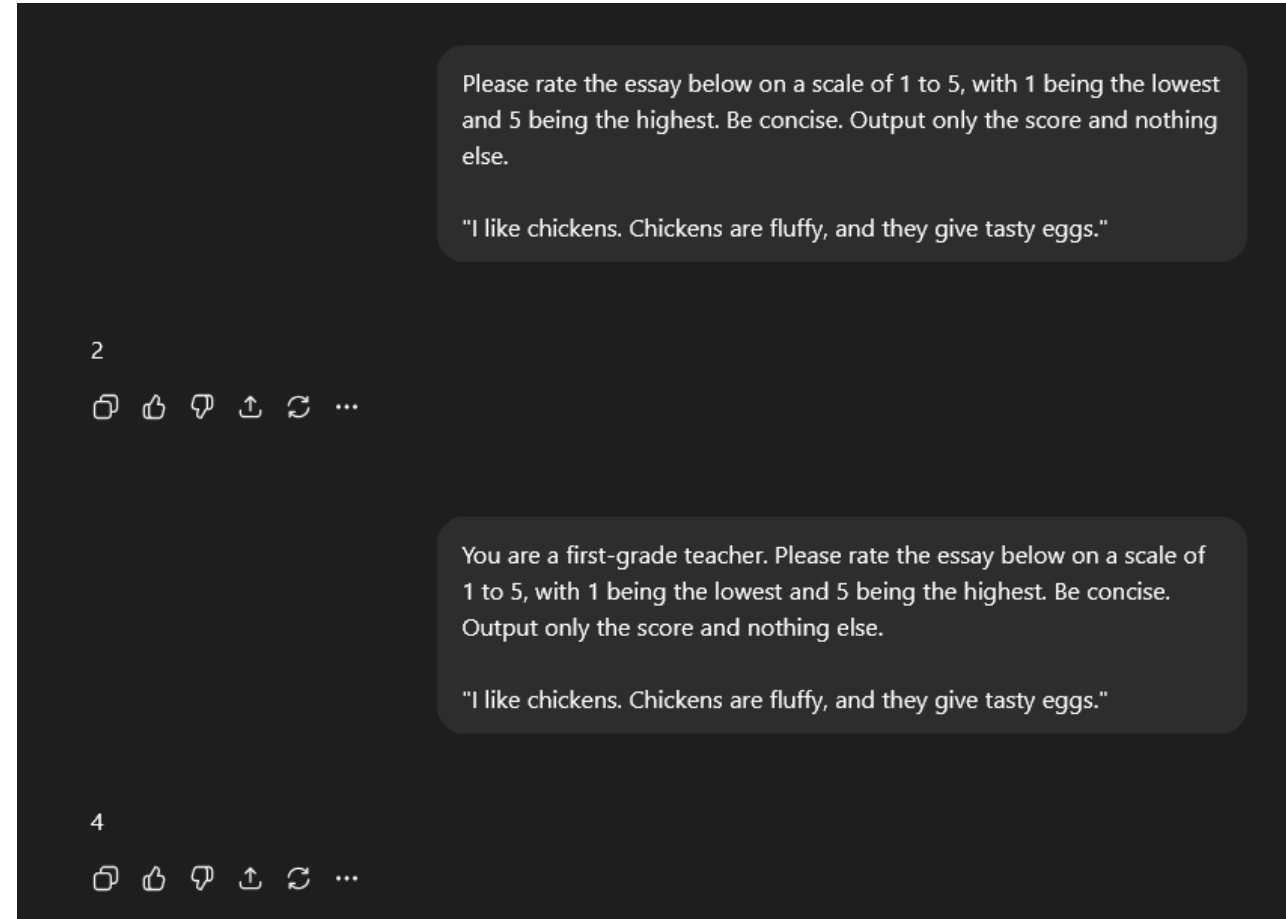 Please rate the essay below on a scale of 1 to 5, with 1 being the lowest
and 5 being the highest. Be concise. Output only the score and nothing
else.
"I like chickens. Chickens are fluffy, and they give tasty eggs."
2
You are a first-grade teacher. Please rate the essay below on a scale of
1 to 5, with 1 being the lowest and 5 being the highest. Be concise.
Output only the score and nothing else.
"I like chickens. Chickens are fluffy, and they give tasty eggs."
4